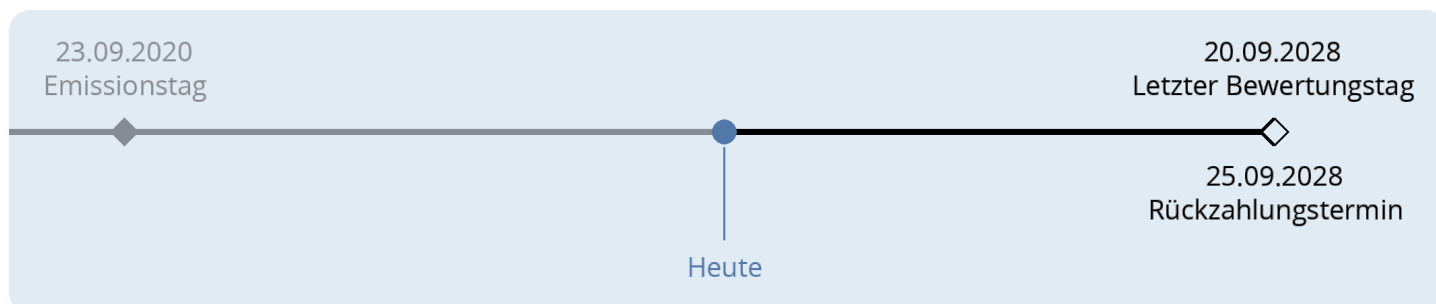 23.09.2020
Emissionstag
20.09.2028
Letzter Bewertungstag
25.09.2028
Rückzahlungstermin
Heute